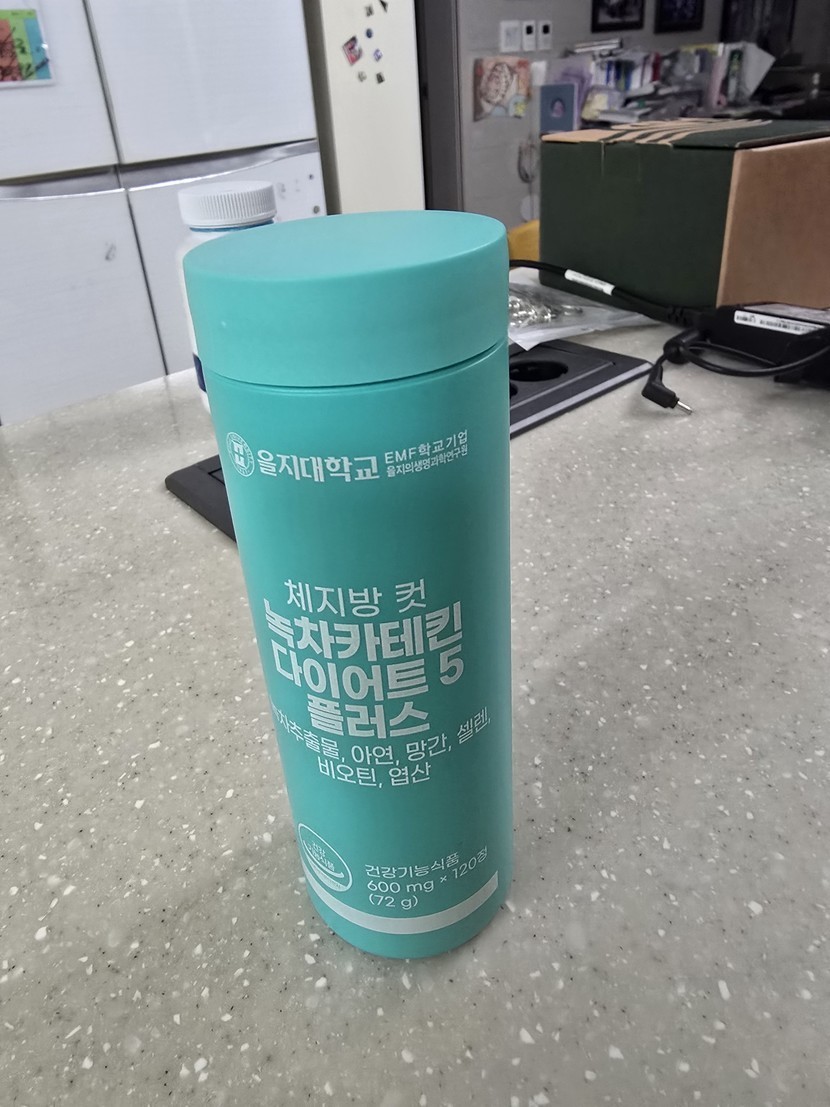 을지대학교
EMF학교기업
을지의생명과학연구원
체지방 컷
녹차카테킨
다이어트 5
플러스
녹차추출물, 아연, 망간, 셀렌,
비오틴, 엽산
건강기능식품
600 mg × 120정
(72 g)